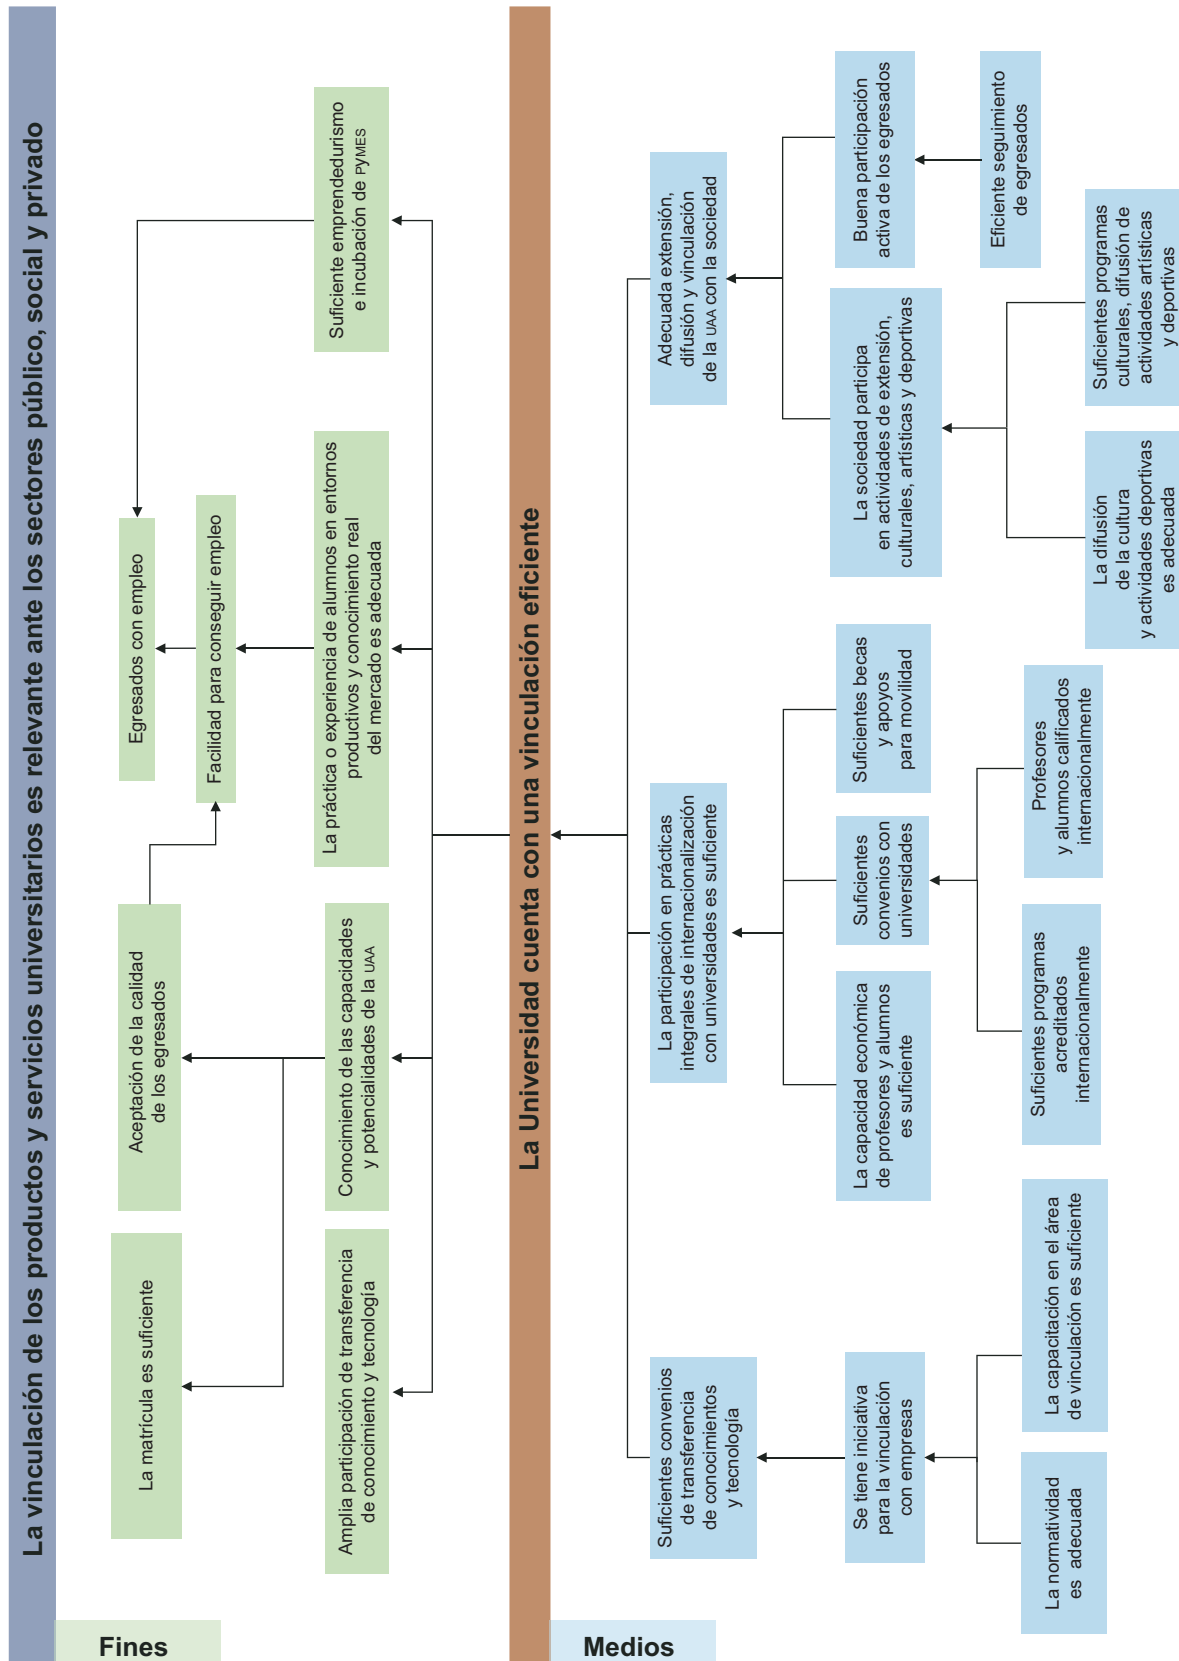 La vinculación de los productos y servicios universitarios es relevante ante los sectores público, social y privado
Fines
La matrícula es suficiente
Aceptación de la calidad
de los egresados
Egresados con empleo
Facilidad para conseguir empleo
Amplia participación de transferencia
de conocimiento y tecnología
Conocimiento de las capacidades
y potencialidades de la UAA
La práctica o experiencia de alumnos en entornos
productivos y conocimiento real
del mercado es adecuada
Suficiente emprendedurismo
e incubación de PyMES
La Universidad cuenta con una vinculación eficiente
Medios
Suficientes convenios
de transferencia
de conocimientos
y tecnología
La participación en prácticas
integrales de internacionalización
con universidades es suficiente
Adecuada extensión,
difusión y vinculación
de la UAA con la sociedad
Se tiene iniciativa
para la vinculación
con empresas
La capacidad económica
de profesores y alumnos
es suficiente
Suficientes
convenios con
universidades
Suficientes becas
y apoyos
para movilidad
La sociedad participa
en actividades de extensión,
culturales, artísticas y deportivas
Buena participación
activa de los egresados
La normatividad
es adecuada
La capacitación en el área
de vinculación es suficiente
Suficientes programas
acreditados
internacionalmente
Profesores
y alumnos calificados
internacionalmente
La difusión
de la cultura
y actividades deportivas
es adecuada
Suficientes programas
culturales, difusión de
actividades artísticas
y deportivas
Eficiente seguimiento
de egresados